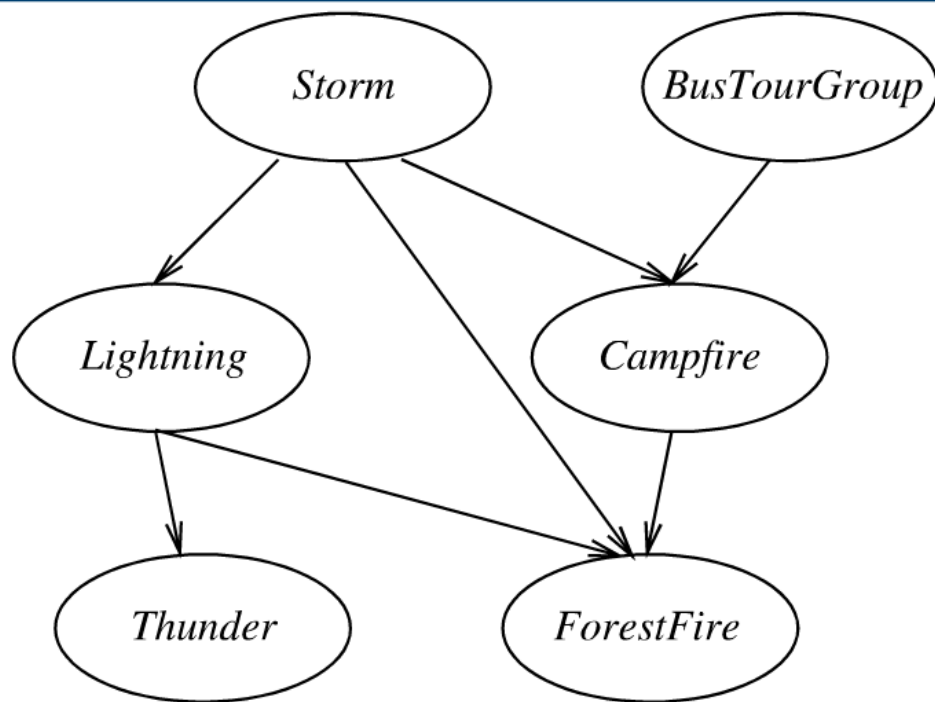 Storm
BusTourGroup
Lightning
Campfire
Thunder
ForestFire